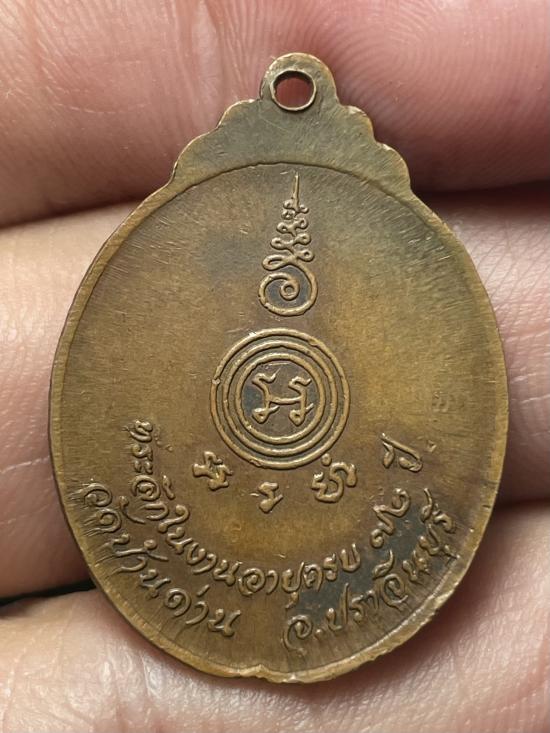 ที่ระลึกในงานอายุครบ ๗๒ ปี
วัดบ้านด่าน จ.ปราจีนบุรี